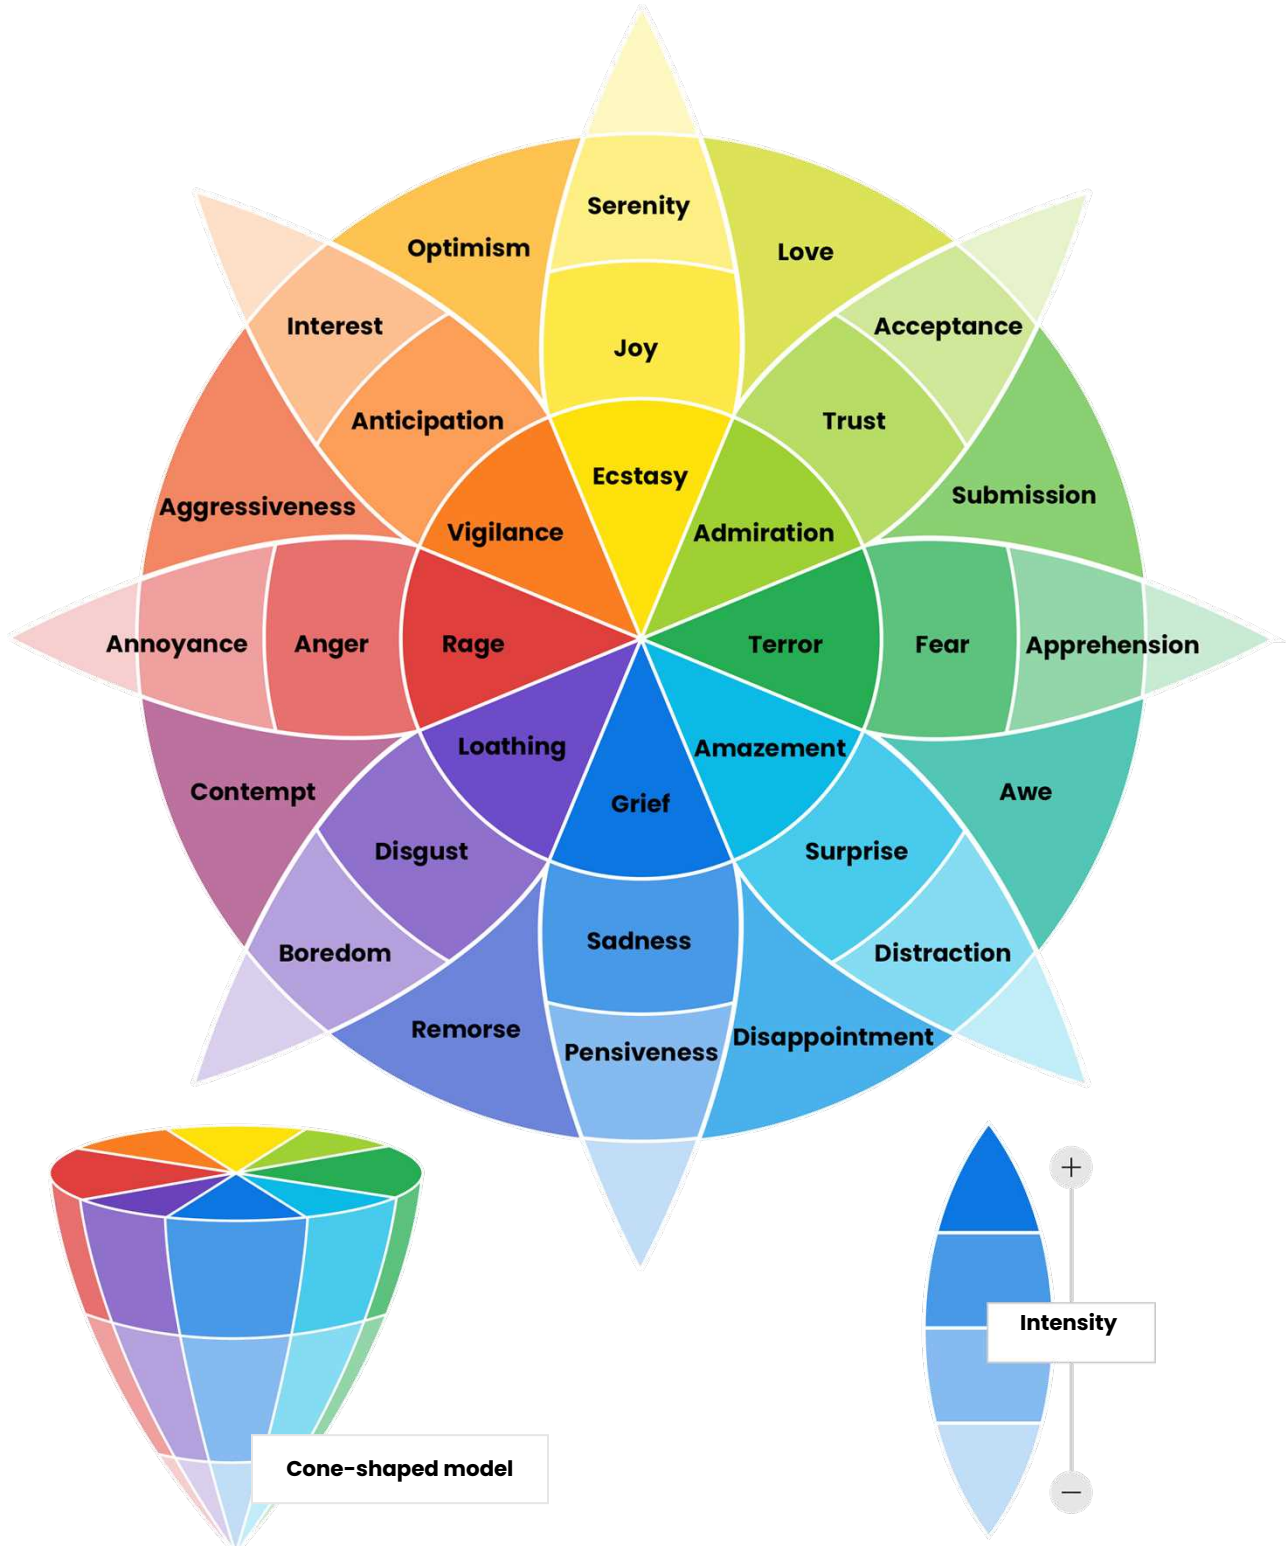 Serenity
Optimism
Love
Interest
Acceptance
Joy
Anticipation
Trust
Ecstasy
Aggressiveness
Submission
Vigilance
Admiration
Annoyance
Anger
Rage
Terror
Fear
Apprehension
Loathing
Amazement
Contempt
Awe
Grief
Disgust
Surprise
Sadness
Boredom
Distraction
Remorse
Disappointment
Pensiveness
+
Intensity
Cone-shaped model
−